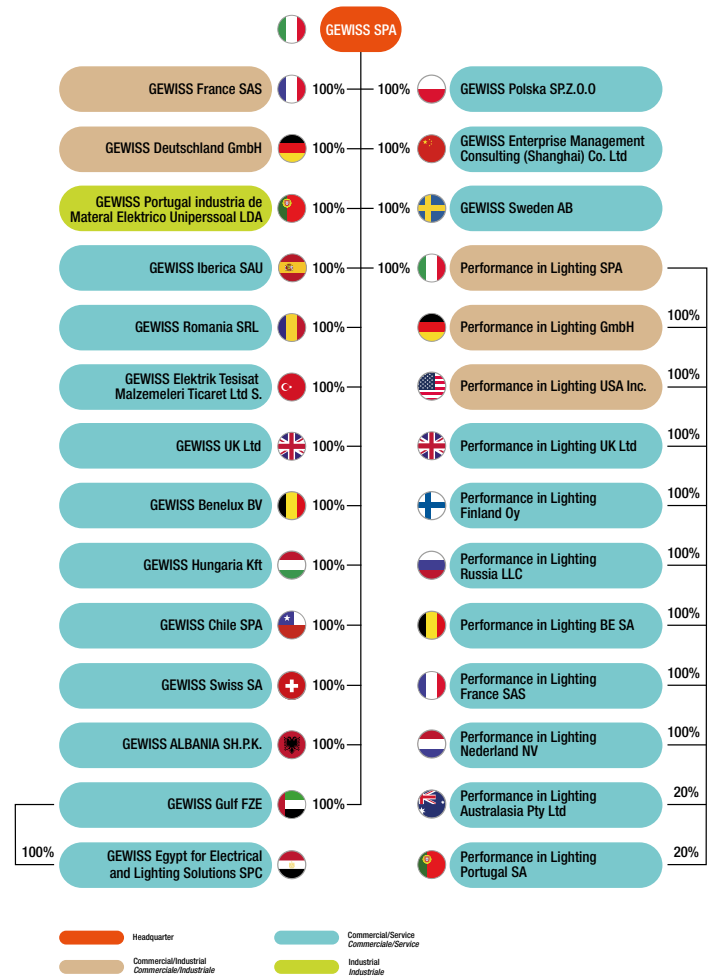 GEWISS SPA
GEWISS France SAS
100%
100%
GEWISS Polska SP.Z.O.O
GEWISS Deutschland GmbH
100%
100%
GEWISS Enterprise Management
Consulting (Shanghai) Co. Ltd
GEWISS Portugal industria de
Materal Elektrico Uniperssoal LDA
100%
100%
GEWISS Sweden AB
GEWISS Iberica SAU
100%
100%
Performance in Lighting SPA
GEWISS Romania SRL
100%
Performance in Lighting GmbH
100%
GEWISS Elektrik Tesisat
Malzemeleri Ticaret Ltd S.
100%
Performance in Lighting USA Inc.
100%
GEWISS UK Ltd
100%
Performance in Lighting UK Ltd
100%
GEWISS Benelux BV
100%
Performance in Lighting
Finland Oy
100%
GEWISS Hungaria Kft
100%
Performance in Lighting
Russia LLC
100%
GEWISS Chile SPA
100%
Performance in Lighting BE SA
100%
GEWISS Swiss SA
100%
Performance in Lighting
France SAS
100%
GEWISS ALBANIA SH.P.K.
100%
Performance in Lighting
Nederland NV
100%
GEWISS Gulf FZE
100%
Performance in Lighting
Australasia Pty Ltd
20%
100%
GEWISS Egypt for Electrical
and Lighting Solutions SPC
Performance in Lighting
Portugal SA
20%
Headquarter
Commercial/Service
Commerciale/Service
Commercial/Industrial
Commerciale/Industriale
Industrial
Industriale